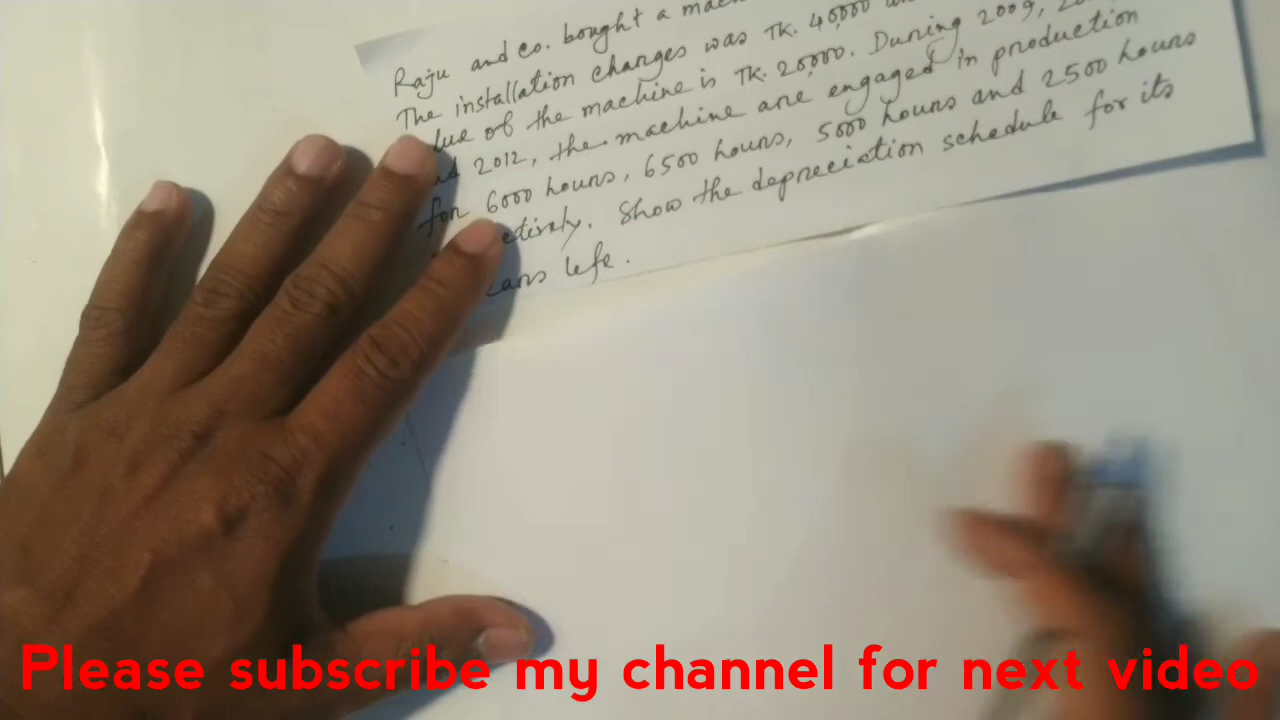 Raju and co. bought a
The installation charges was TK. 40,000
of the machine is TK. 20,000. During 2009,
2012, the machine are engaged in production
for 6000 hours, 6500 hours, 5000 hours and 2500 hours
Show the depreciation schedule for its
life.
Please subscribe my channel for next video